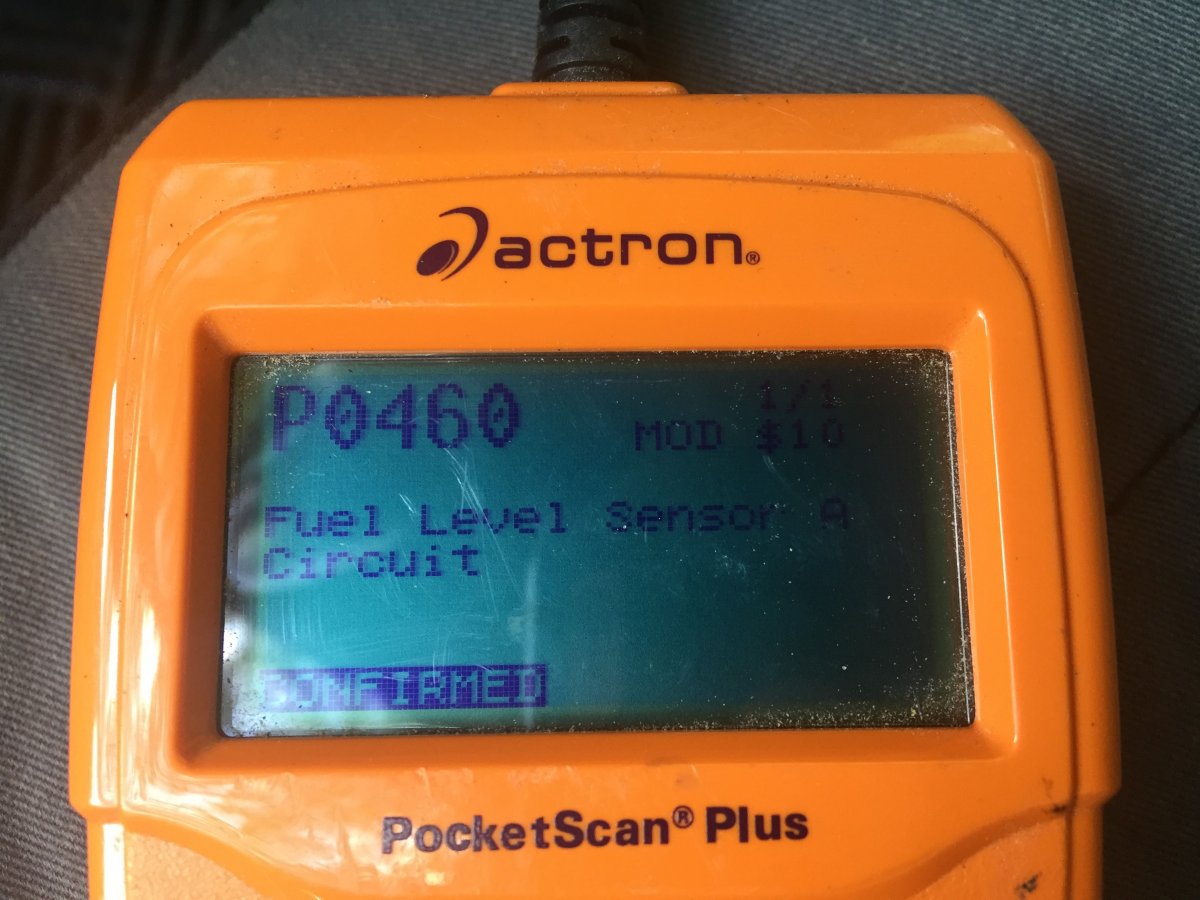 actron®
P0460 1/1
MOD $10
Fuel Level Sensor A
Circuit
CONFIRMED
PocketScan® Plus